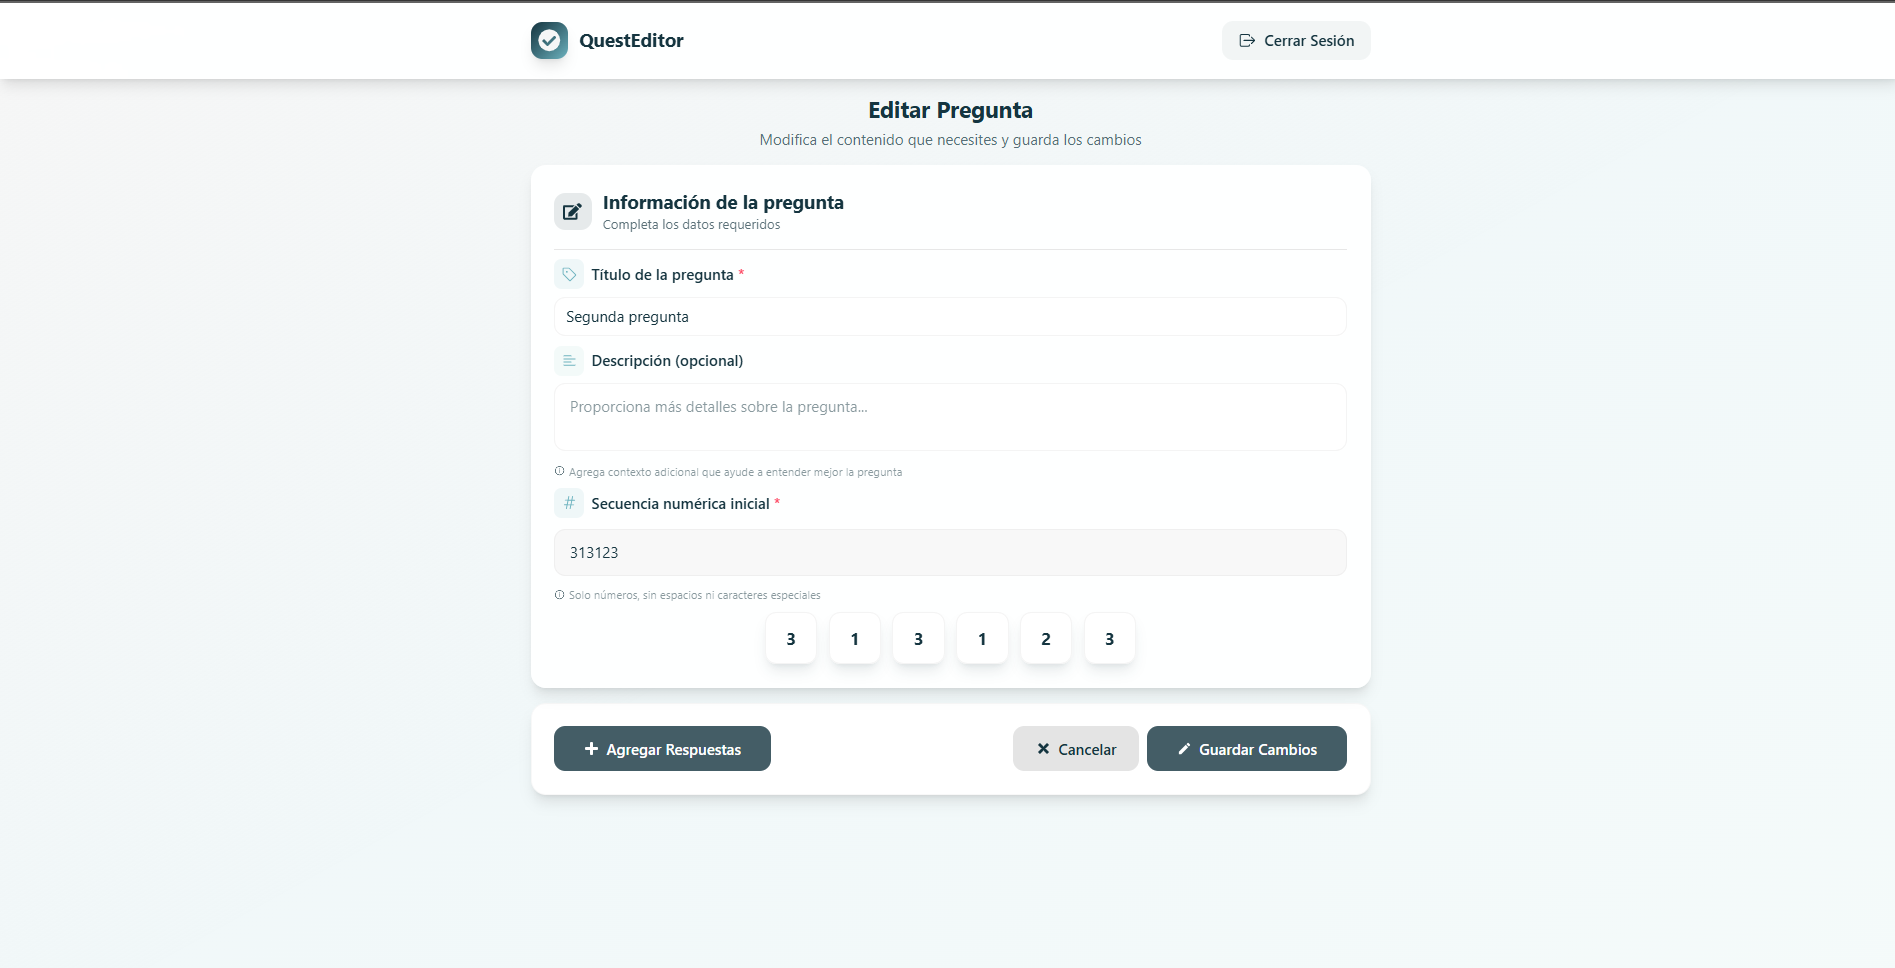 QuestEditor
Cerrar Sesión
Editar Pregunta
Modifica el contenido que necesites y guarda los cambios
Información de la pregunta
Completa los datos requeridos
Título de la pregunta *
Segunda pregunta
Descripción (opcional)
Proporciona más detalles sobre la pregunta...
Agrega contexto adicional que ayude a entender mejor la pregunta
# Secuencia numérica inicial *
313123
Solo números, sin espacios ni caracteres especiales
3 1 3 1 2 3
Agregar Respuestas
Cancelar
Guardar Cambios